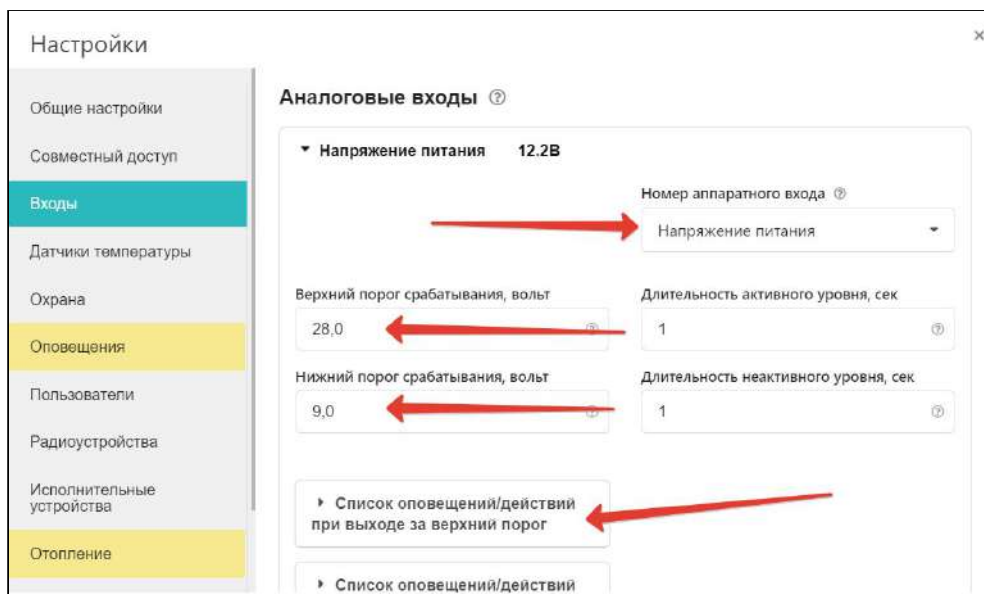 Настройки
Общие настройки
Совместный доступ
Входы
Датчики температуры
Охрана
Оповещения
Пользователи
Радиоустройства
Исполнительные
устройства
Отопление
Аналоговые входы
Напряжение питания 12.2В
Номер аппаратного входа
Напряжение питания
Верхний порог срабатывания, вольт
28,0
Длительность активного уровня, сек
1
Нижний порог срабатывания, вольт
9,0
Длительность неактивного уровня, сек
1
Список оповещений/действий
при выходе за верхний порог
Список оповещений/действий